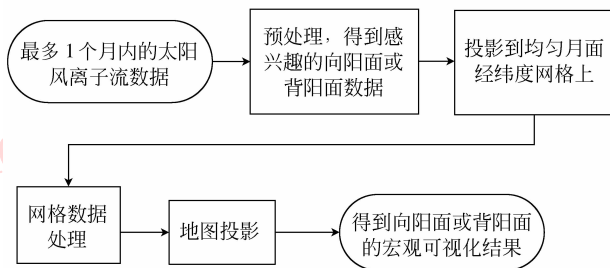 最多1个月内的太阳
风离子流数据
预处理，得到感
兴趣的向阳面或
背阳面数据
投影到均匀月面
经纬度网格上
网格数据
处理
地图投影
得到向阳面或背阳面
的宏观可视化结果